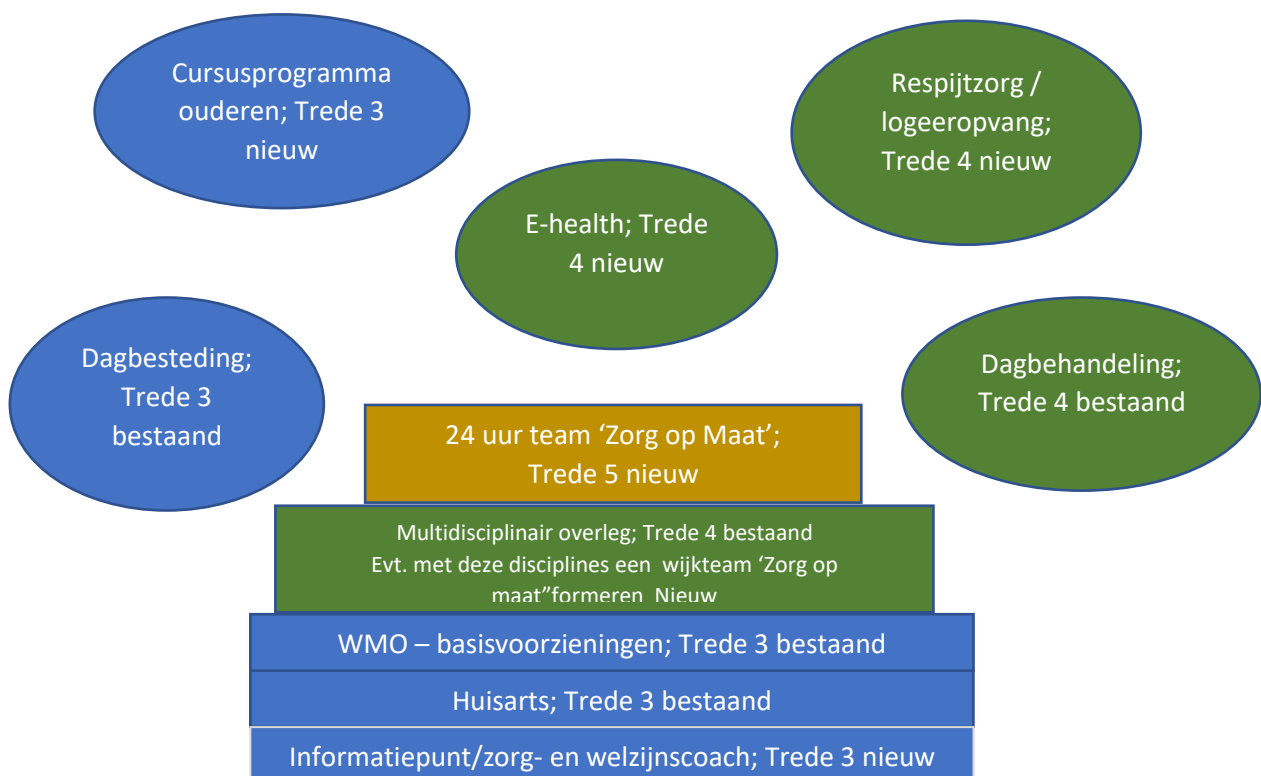 Cursusprogramma
ouderen; Trede 3
nieuw
Respijtzorg /
logeeropvang;
Trede 4 nieuw
E-health; Trede
4 nieuw
Dagbesteding;
Trede 3
bestaand
Dagbehandeling;
Trede 4 bestaand
24 uur team ‘Zorg op Maat’;
Trede 5 nieuw
Multidisciplinair overleg; Trede 4 bestaand
Evt. met deze disciplines een wijkteam ‘Zorg op
maat”formeren Nieuw
WMO – basisvoorzieningen; Trede 3 bestaand
Huisarts; Trede 3 bestaand
Informatiepunt/zorg- en welzijnscoach; Trede 3 nieuw